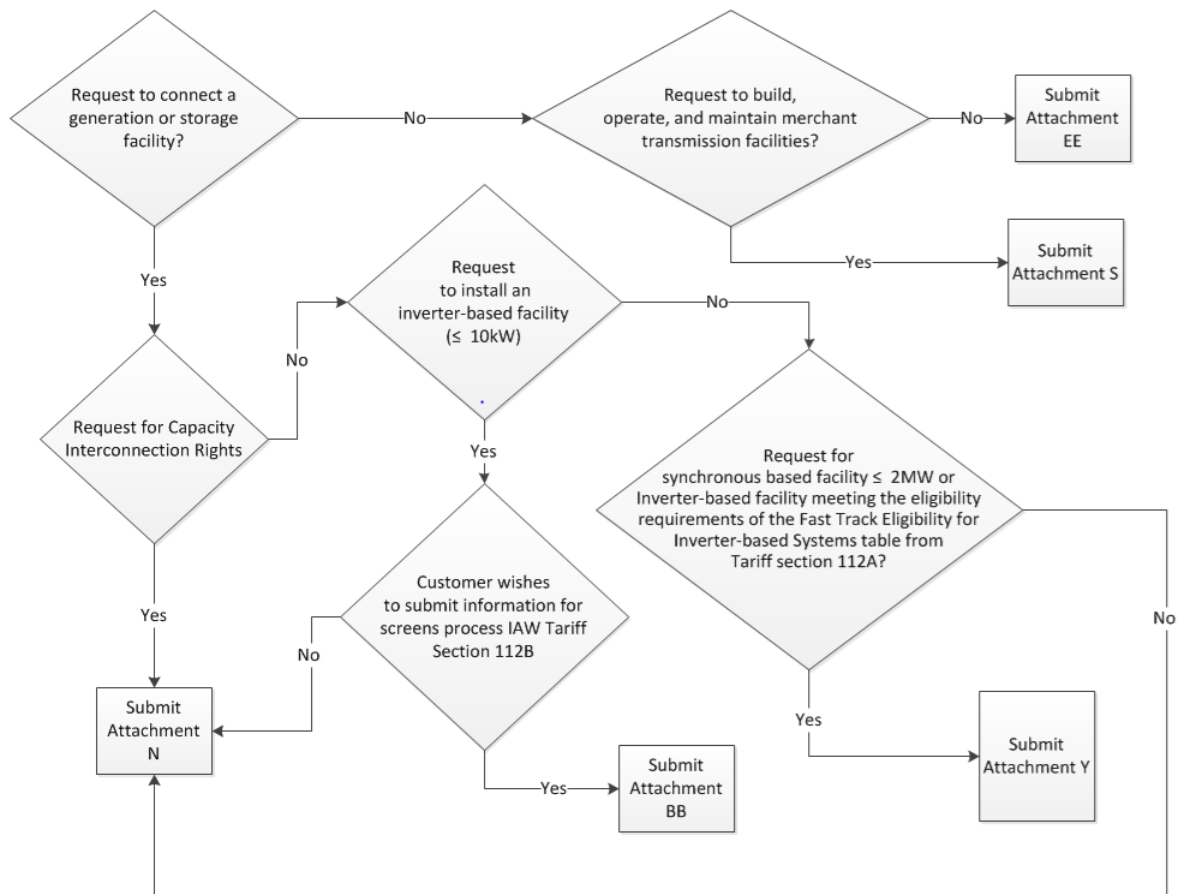 Request to connect a
generation or storage
facility?
No
Request to build,
operate, and maintain merchant
transmission facilities?
No
Submit
Attachment
EE
Yes
Submit
Attachment S
Yes
Request
to install an
inverter-based facility
(≤ 10kW)
No
No
Request for Capacity
Interconnection Rights
Yes
Request for
synchronous based facility ≤ 2MW or
Inverter-based facility meeting the eligibility
requirements of the Fast Track Eligibility for
Inverter-based Systems table from
Tariff section 112A?
Customer wishes
to submit information for
screens process IAW Tariff
Section 112B
Yes
No
No
Submit
Attachment
N
Yes
Submit
Attachment Y
Yes
Submit
Attachment
BB